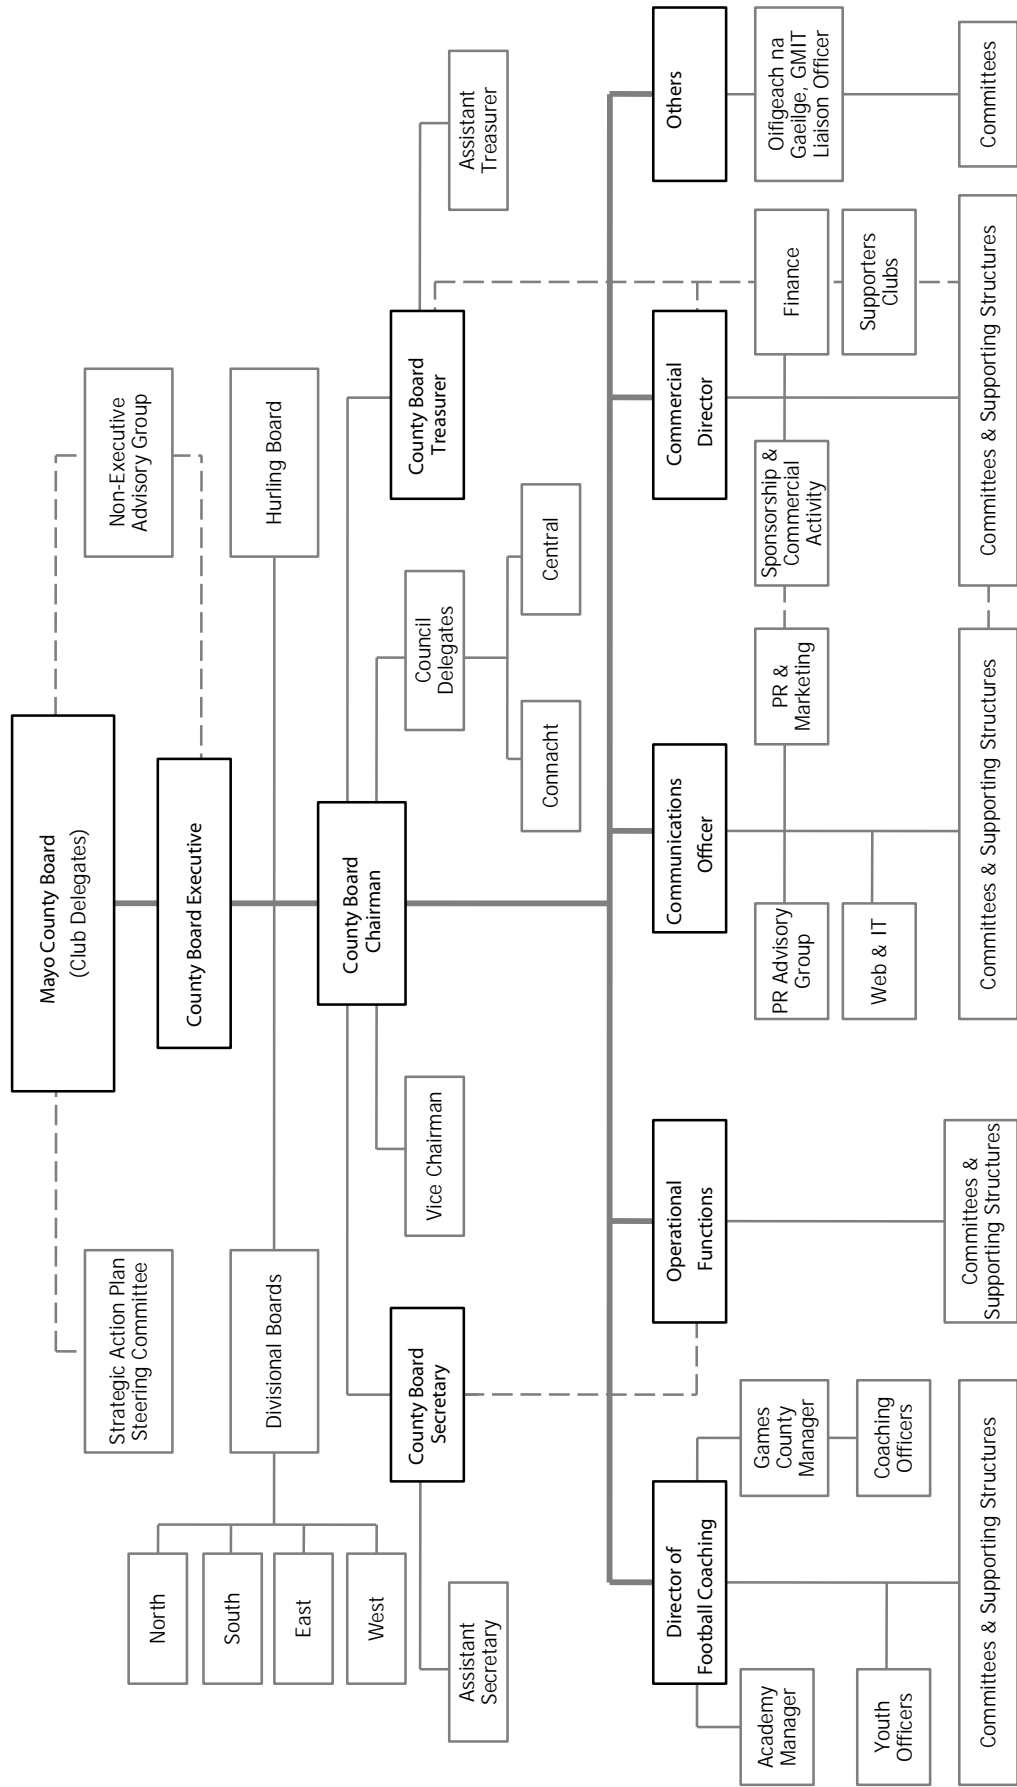 Mayo County Board
(Club Delegates)
Strategic Action Plan
Steering Committee
Non-Executive
Advisory Group
County Board Executive
North
South
East
West
Divisional Boards
Hurling Board
County Board
Chairman
County Board
Secretary
Vice Chairman
Council
Delegates
County Board
Treasurer
Assistant
Secretary
Assistant
Treasurer
Connacht
Central
Director of
Football Coaching
Operational
Functions
Communications
Officer
Commercial
Director
Others
Academy
Manager
Games
County
Manager
PR Advisory
Group
PR &
Marketing
Sponsorship &
Commercial
Activity
Finance
Oifigeach na
Gaeilge, GMIT
Liaison Officer
Youth
Officers
Coaching
Officers
Web & IT
Supporters
Clubs
Committees & Supporting Structures
Committees &
Supporting Structures
Committees & Supporting Structures
Committees & Supporting Structures
Committees